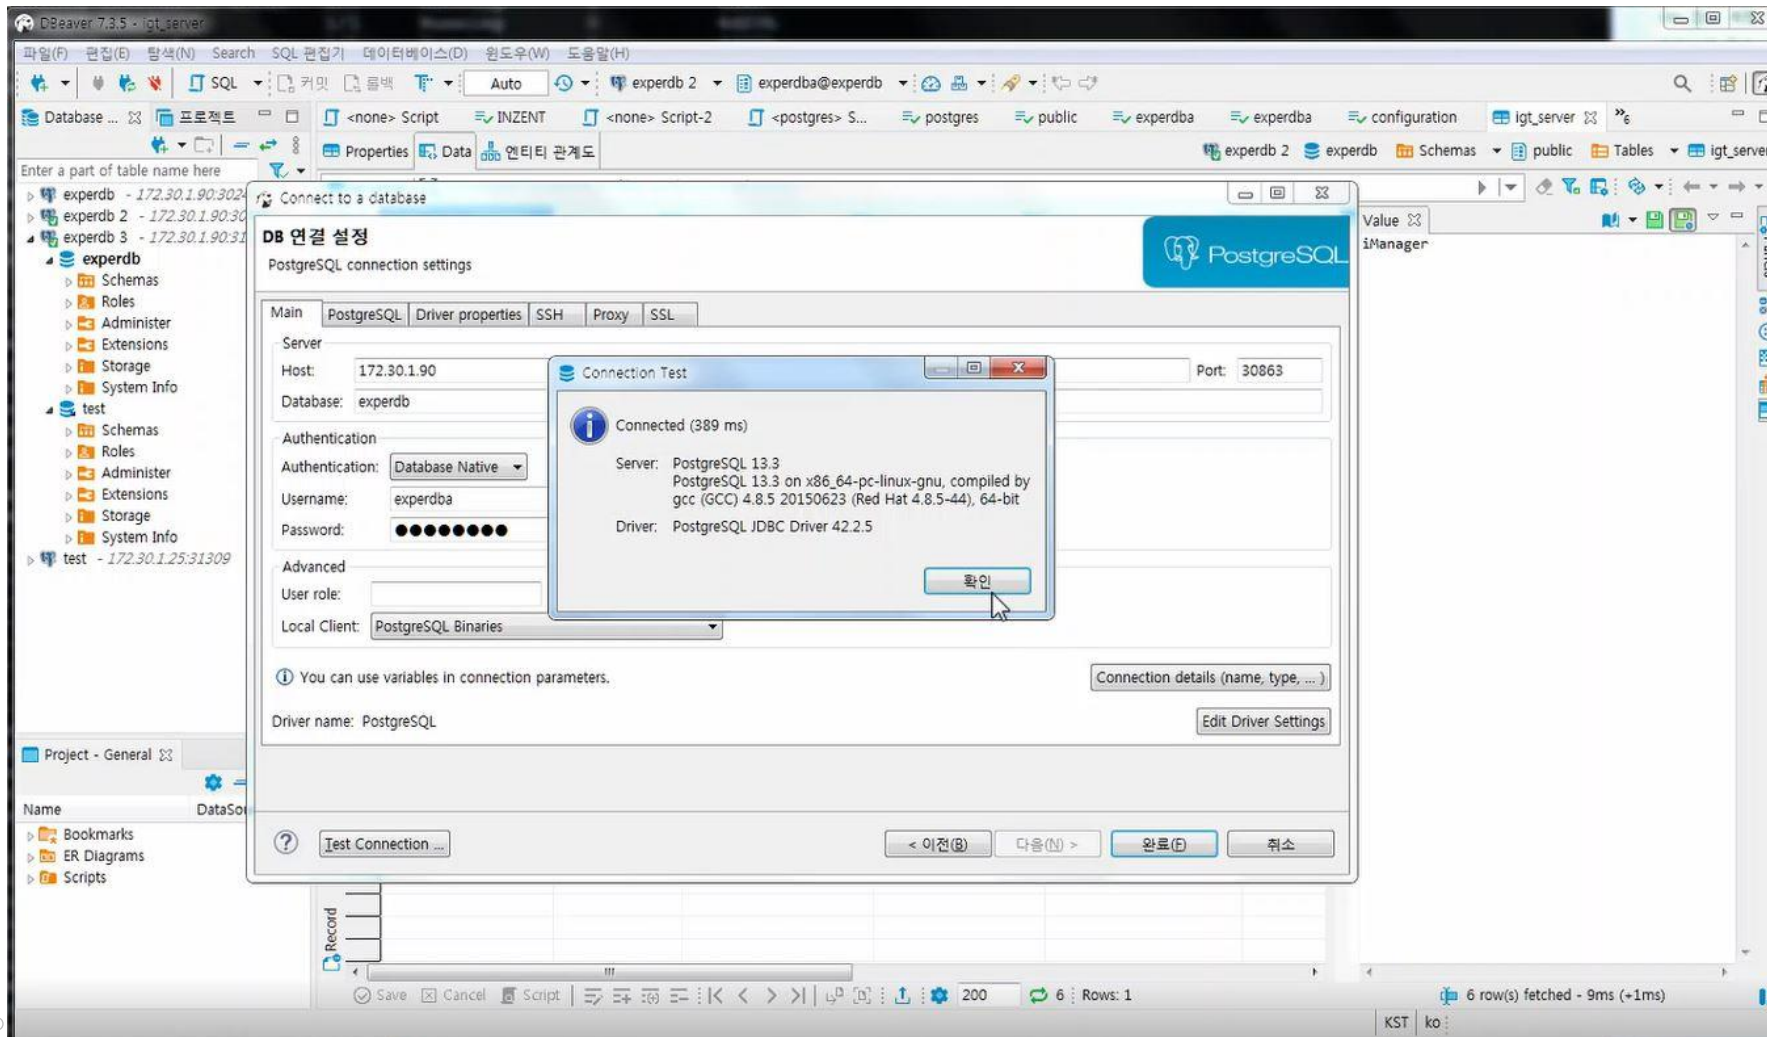 DBeaver 7.3.5 - igt_server
파일(F) 편집(E) 탐색(N) Search SQL 편집기 데이터베이스(D) 윈도우(W) 도움말(H)
SQL 커밋 롤백 Auto experdb 2 experdba@experdb
Database ... 프로젝트 <none> Script INZENT <none> Script-2 <postgres> S... postgres public experdba experdba configuration igt_server »6
Properties Data 엔티티 관계도 experdb 2 experdb Schemas public Tables igt_server
Enter a part of table name here
experdb - 172.30.1.90:302
experdb 2 - 172.30.1.90:30
experdb 3 - 172.30.1.90:31
experdb
Schemas
Roles
Administer
Extensions
Storage
System Info
test
Schemas
Roles
Administer
Extensions
Storage
System Info
test - 172.30.1.25:31309
Connect to a database
DB 연결 설정
PostgreSQL connection settings
PostgreSQL
Main PostgreSQL Driver properties SSH Proxy SSL
Server
Host: 172.30.1.90 Port: 30863
Database: experdb
Authentication
Authentication: Database Native
Username: experdba
Password: ●●●●●●●●
Advanced
User role:
Local Client: PostgreSQL Binaries
You can use variables in connection parameters.
Connection details (name, type, ... )
Driver name: PostgreSQL
Edit Driver Settings
Test Connection ...
< 이전(B) 다음(N) > 완료(F) 취소
Connection Test
Connected (389 ms)
Server: PostgreSQL 13.3
PostgreSQL 13.3 on x86_64-pc-linux-gnu, compiled by
gcc (GCC) 4.8.5 20150623 (Red Hat 4.8.5-44), 64-bit
Driver: PostgreSQL JDBC Driver 42.2.5
확인
Value
iManager
Project - General
Name DataSou
Bookmarks
ER Diagrams
Scripts
Record
Save Cancel Script 200 6 Rows: 1
6 row(s) fetched - 9ms (+1ms)
KST ko